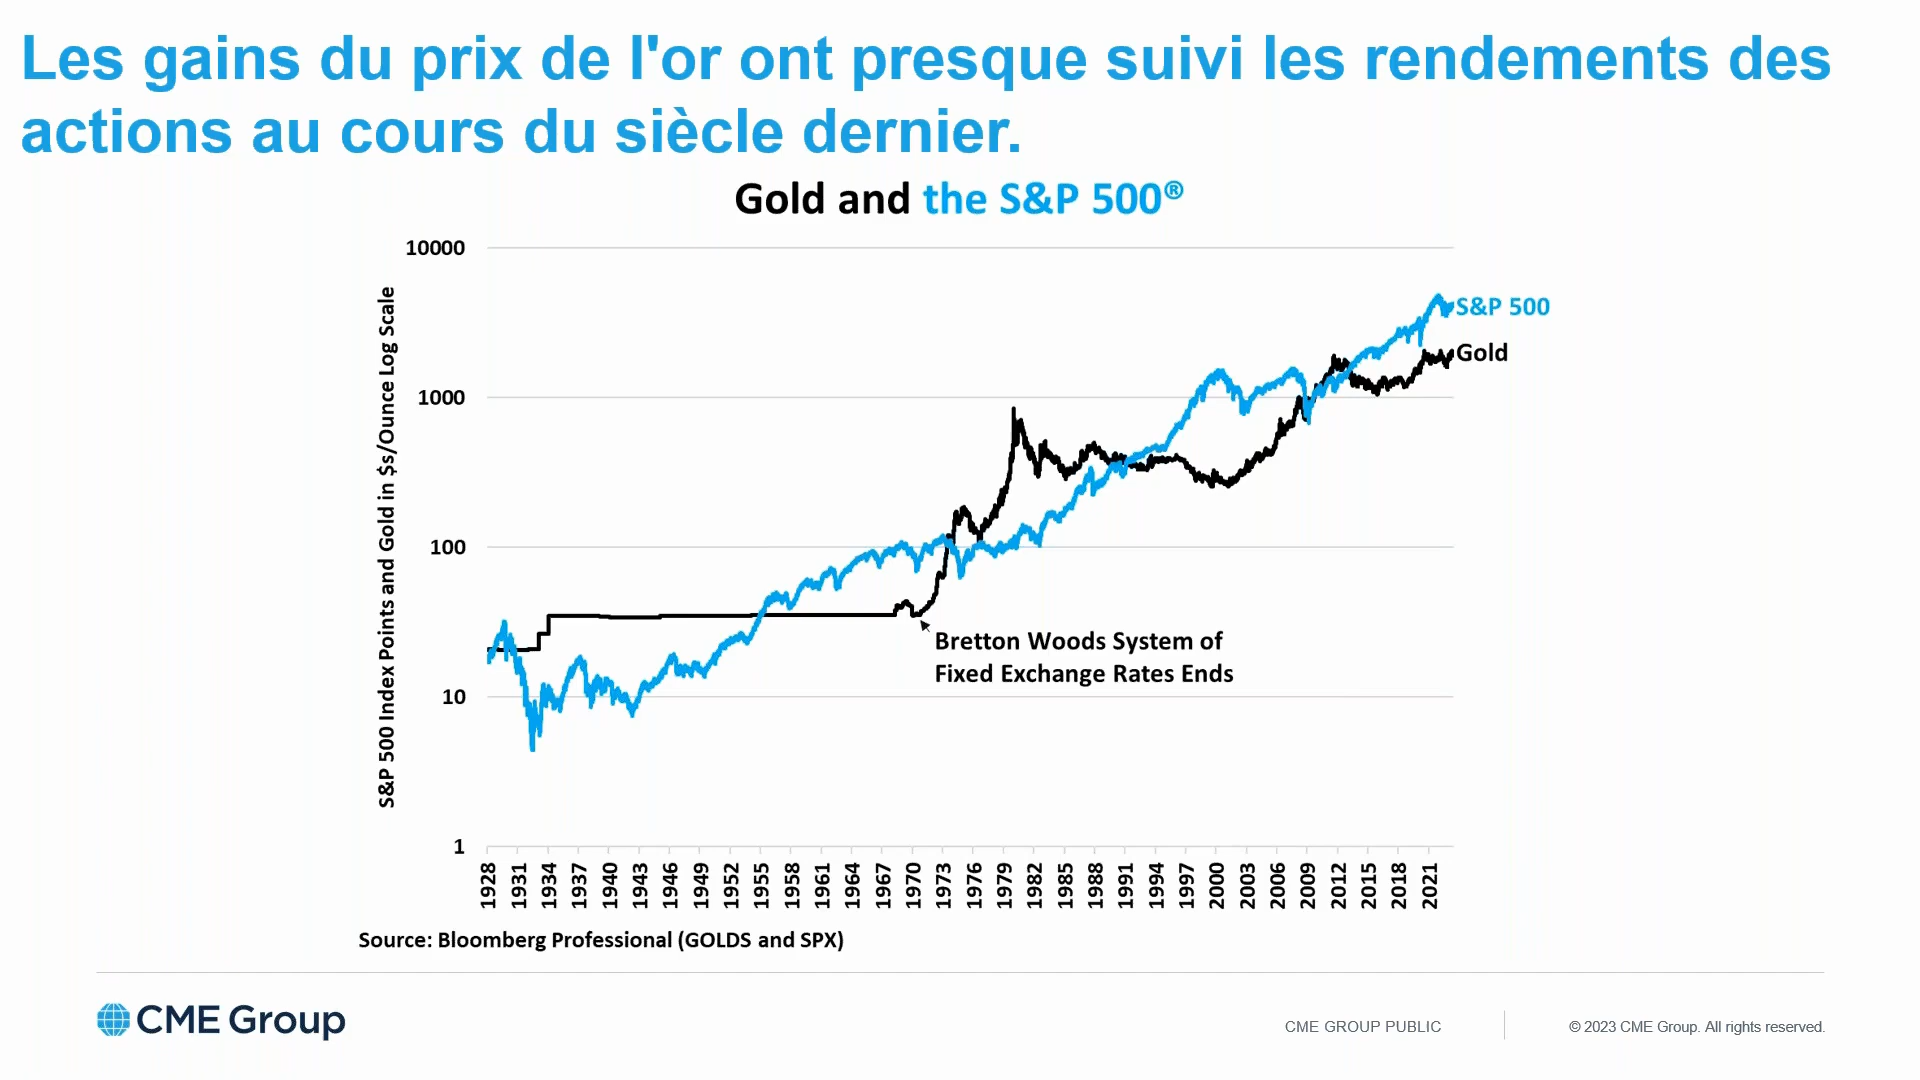 Les gains du prix de l'or ont presque suivi les rendements des
actions au cours du siècle dernier.
Gold and the S&P 500®
S&P 500 Index Points and Gold in $s/Ounce Log Scale
10000
1000
100
10
1
S&P 500
Gold
Bretton Woods System of
Fixed Exchange Rates Ends
1928 1931 1934 1937 1940 1943 1946 1949 1952 1955 1958 1961 1964 1967 1970 1973 1976 1979 1982 1985 1988 1991 1994 1997 2000 2003 2006 2009 2012 2015 2018 2021
Source: Bloomberg Professional (GOLDS and SPX)
CME Group
CME GROUP PUBLIC
© 2023 CME Group. All rights reserved.